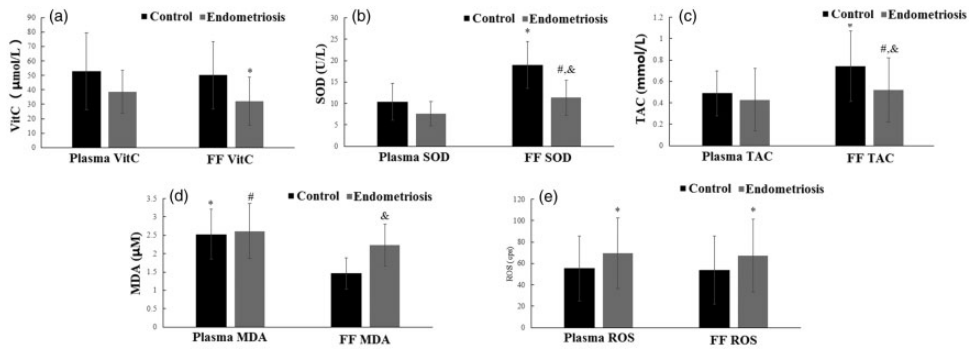 (a)
Control Endometriosis
VitC ( μmol/L)
90
80
70
60
50
40
30
20
10
0
*
Plasma VitC FF VitC
(b)
Control Endometriosis
SOD (U/L)
30
25
20
15
10
5
0
*
#,&
Plasma SOD FF SOD
(c)
Control Endometriosis
TAC (mmol/L)
1.2
1
0.8
0.6
0.4
0.2
0
*
#,&
Plasma TAC FF TAC
(d)
Control Endometriosis
MDA (μM)
3.5
3
2.5
2
1.5
1
0.5
0
* # &
Plasma MDA FF MDA
(e)
Control Endometriosis
ROS (cps)
120
100
80
60
40
20
0
* *
Plasma ROS FF ROS